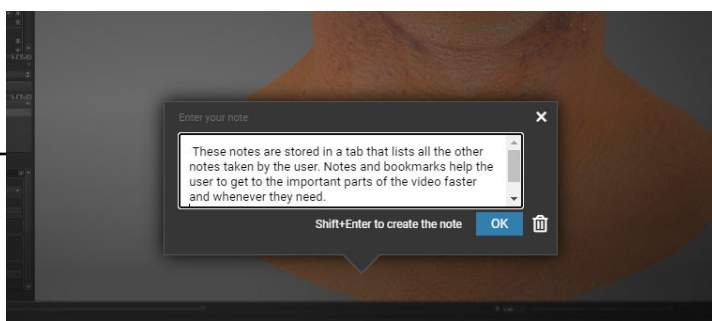 Enter your note
These notes are stored in a tab that lists all the other
notes taken by the user. Notes and bookmarks help the
user to get to the important parts of the video faster
and whenever they need.
Shift+Enter to create the note OK